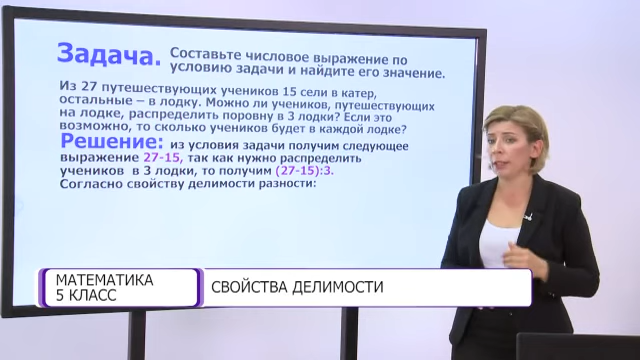 Задача. Составьте числовое выражение по
условию задачи и найдите его значение.
Из 27 путешествующих учеников 15 сели в катер,
остальные – в лодку. Можно ли учеников, путешествующих
на лодке, распределить поровну в 3 лодки? Если это
возможно, то сколько учеников будет в каждой лодке?
Решение: из условия задачи получим следующее
выражение 27-15, так как нужно распределить
учеников в 3 лодки, то получим (27-15):3.
Согласно свойству делимости разности:
МАТЕМАТИКА
5 КЛАСС
СВОЙСТВА ДЕЛИМОСТИ